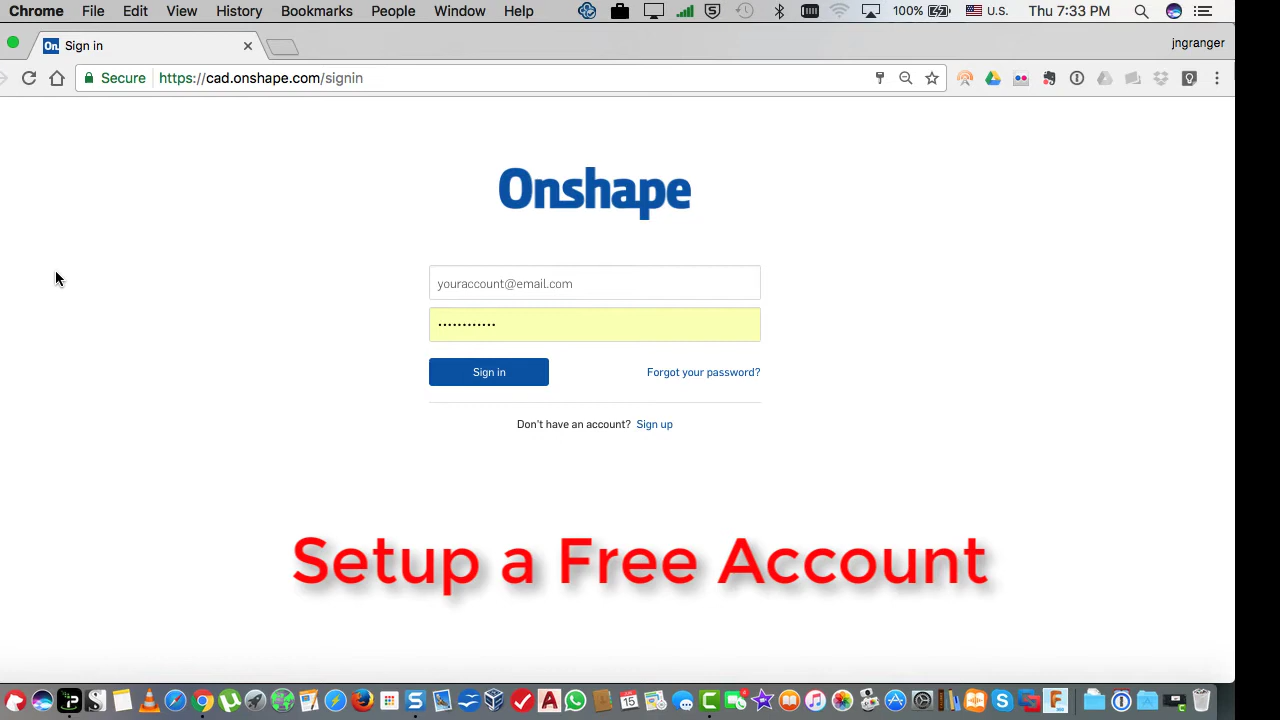 Chrome File Edit View History Bookmarks People Window Help 100% U.S. Thu 7:33 PM
On. Sign in jngranger
Secure https://cad.onshape.com/signin
Onshape
youraccount@email.com
Sign in Forgot your password?
Don't have an account? Sign up
Setup a Free Account